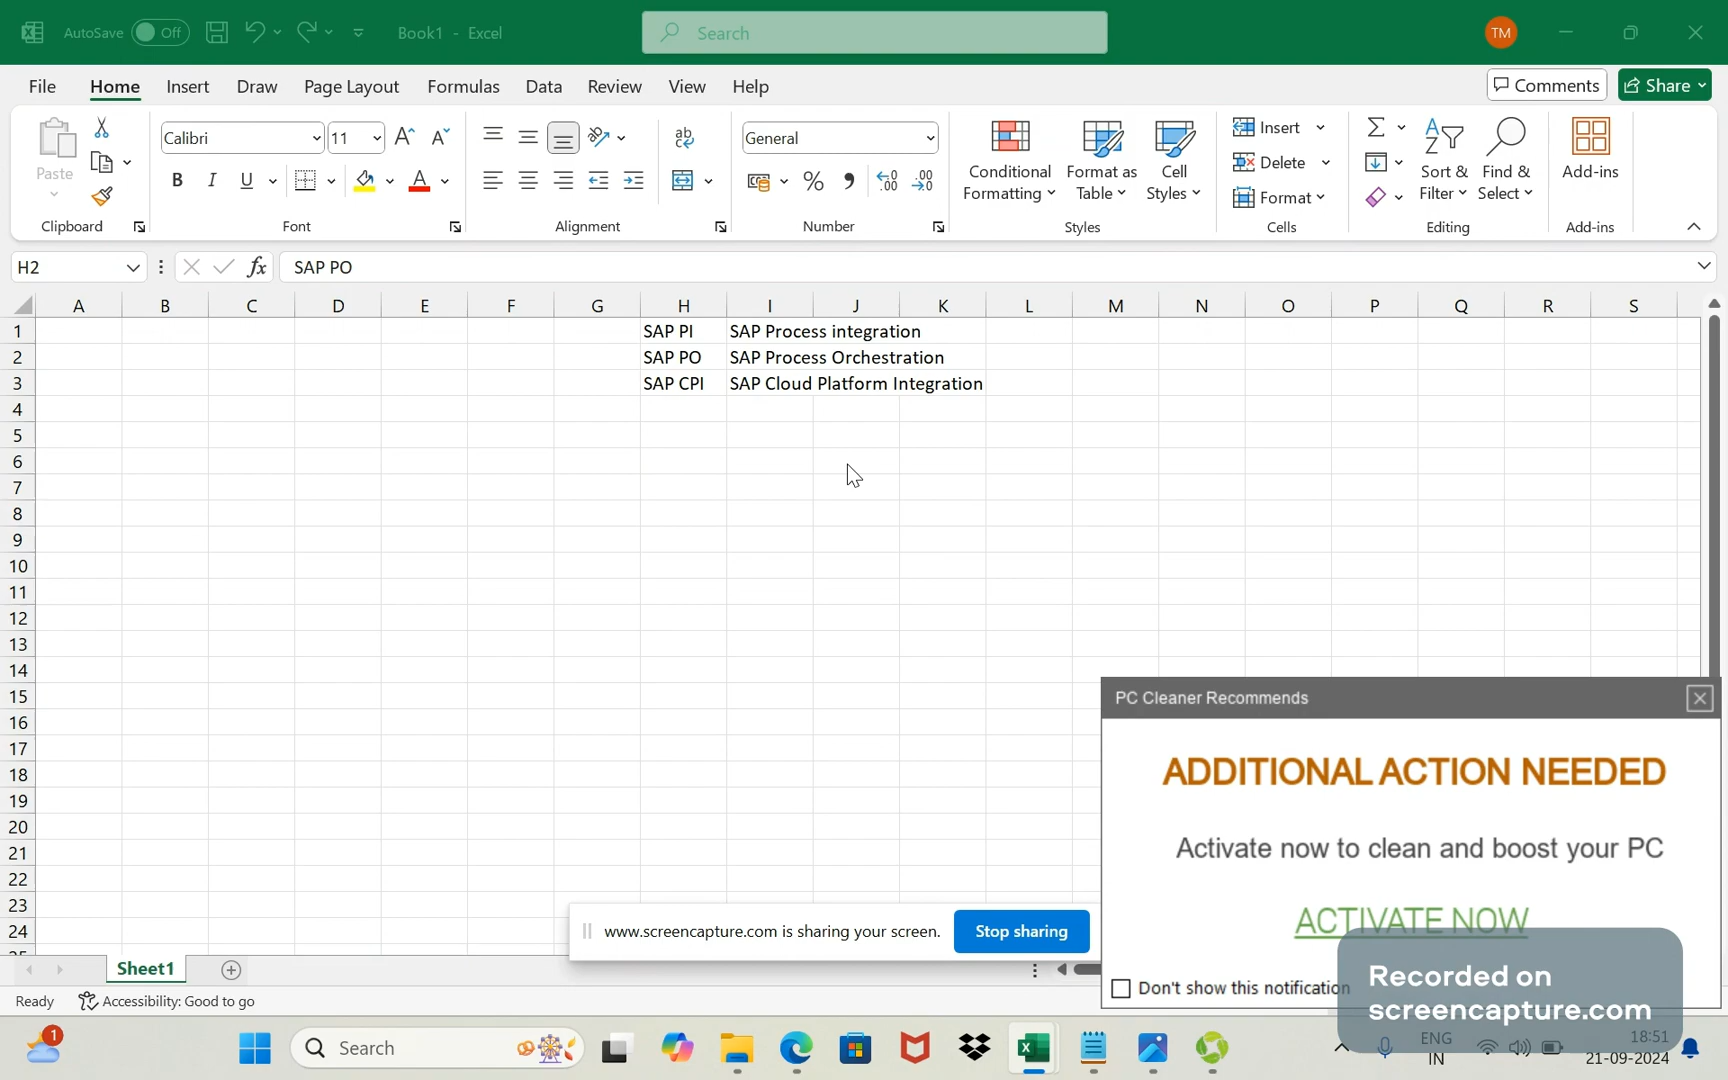 AutoSave Off Book1 - Excel Search TM
File Home Insert Draw Page Layout Formulas Data Review View Help Comments Share
Paste Calibri 11 B I U A ab General % Conditional Formatting Format as Table Cell Styles Insert Delete Format Sort & Filter Find & Select Add-ins
Clipboard Font Alignment Number Styles Cells Editing Add-ins
H2 fx SAP PO
A B C D E F G H I J K L M N O P Q R S
1 SAP PI SAP Process integration
2 SAP PO SAP Process Orchestration
3 SAP CPI SAP Cloud Platform Integration
4
5
6
7
8
9
10
11
12
13
14
15
16
17
18
19
20
21
22
23
24
PC Cleaner Recommends
ADDITIONAL ACTION NEEDED
Activate now to clean and boost your PC
ACTIVATE NOW
Don't show this notification
www.screencapture.com is sharing your screen. Stop sharing
Recorded on
screencapture.com
Sheet1
Ready Accessibility: Good to go
1 Search ENG
IN
18:51
21-09-2024